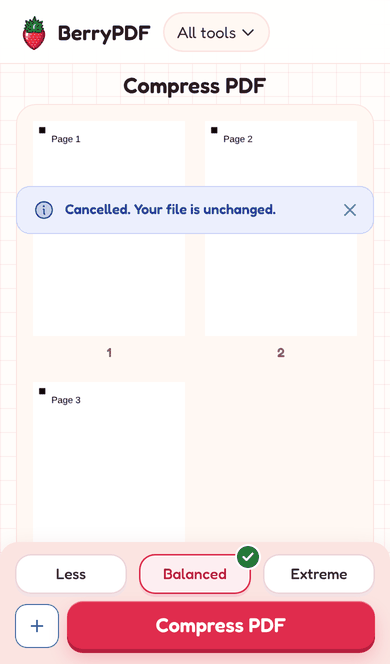 BerryPDF
All tools
Compress PDF
Page 1
Page 2
Cancelled. Your file is unchanged.
1
2
Page 3
Less
Balanced
Extreme
+
Compress PDF